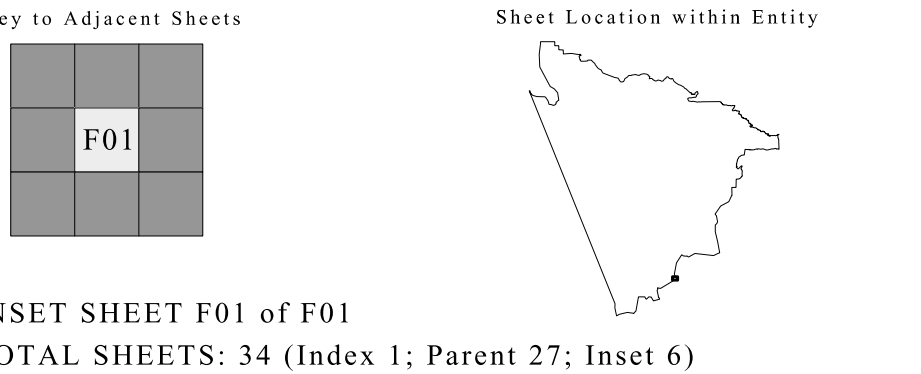 ey to Adjacent Sheets
Sheet Location within Entity
F01
NSET SHEET F01 of F01
OTAL SHEETS: 34 (Index 1; Parent 27; Inset 6)